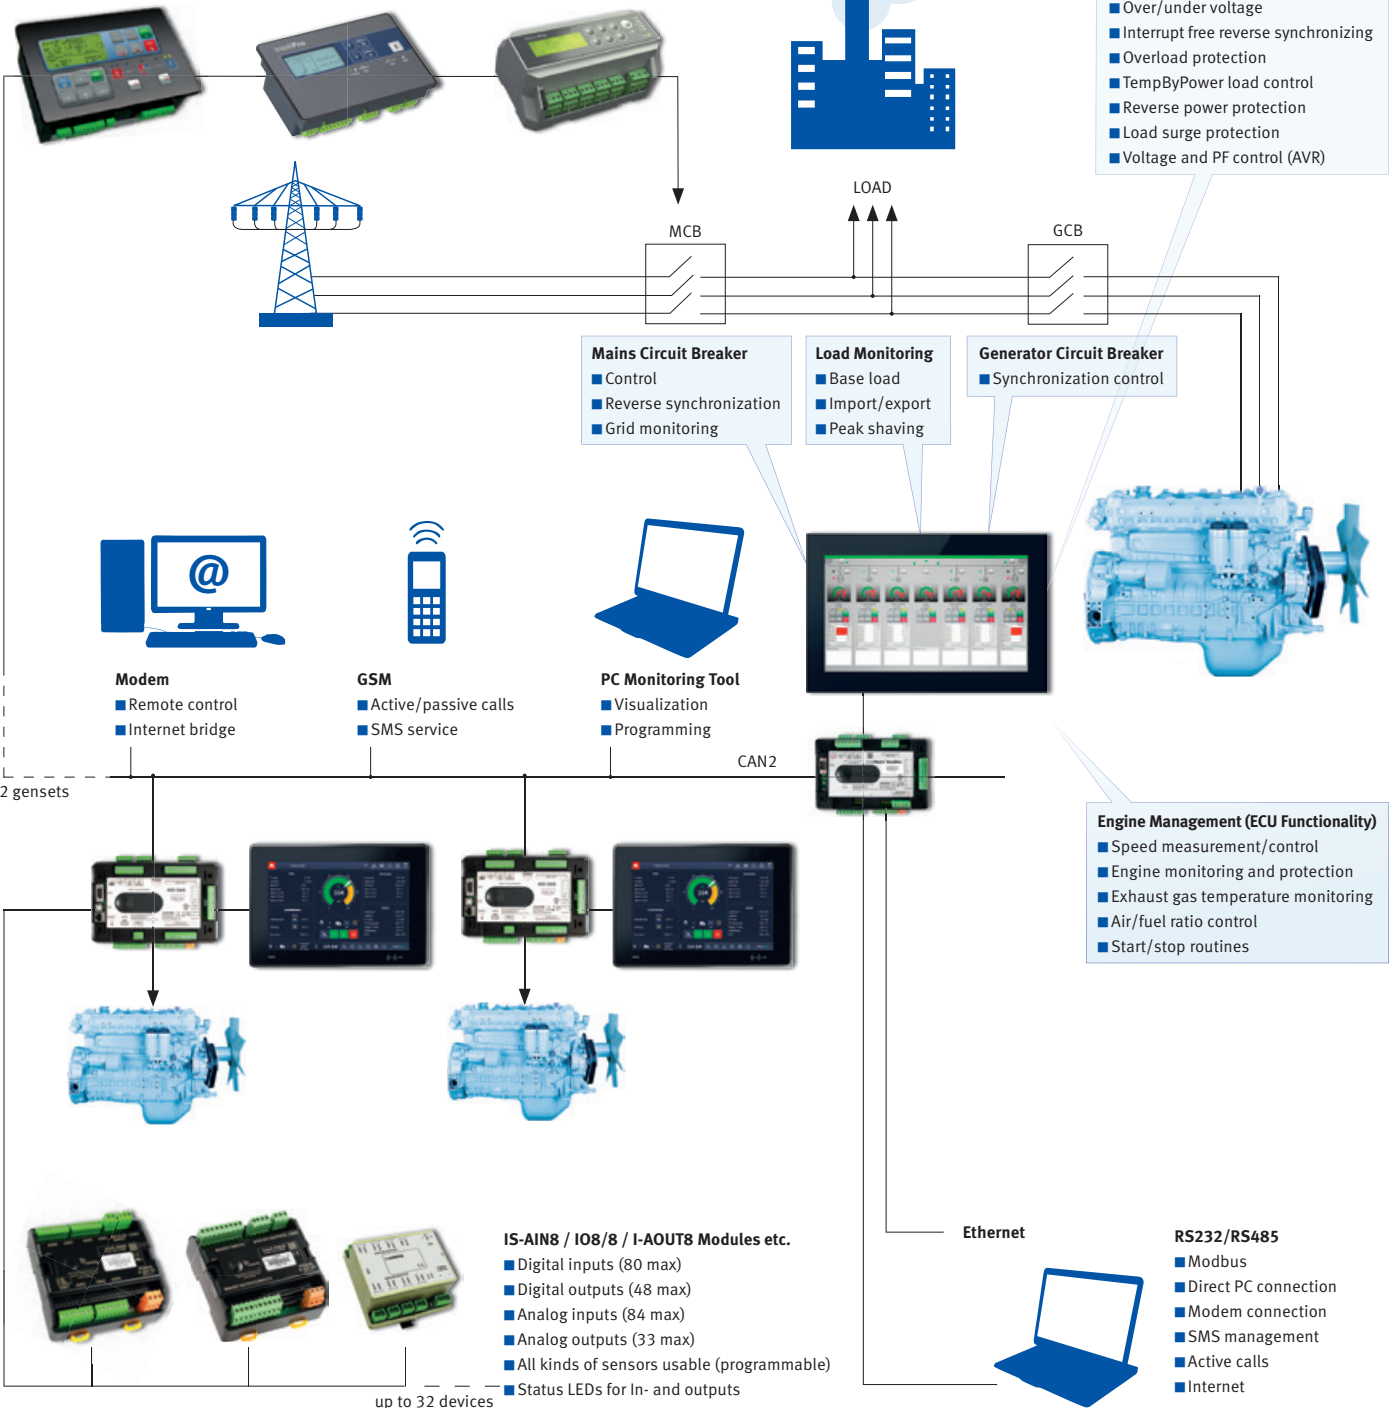 Over/under voltage
Interrupt free reverse synchronizing
Overload protection
TempByPower load control
Reverse power protection
Load surge protection
Voltage and PF control (AVR)
LOAD
MCB
GCB
Mains Circuit Breaker
Control
Reverse synchronization
Grid monitoring
Load Monitoring
Base load
Import/export
Peak shaving
Generator Circuit Breaker
Synchronization control
@
Modem
Remote control
Internet bridge
GSM
Active/passive calls
SMS service
PC Monitoring Tool
Visualization
Programming
CAN2
2 gensets
Engine Management (ECU Functionality)
Speed measurement/control
Engine monitoring and protection
Exhaust gas temperature monitoring
Air/fuel ratio control
Start/stop routines
IS-AIN8 / IO8/8 / I-AOUT8 Modules etc.
Digital inputs (80 max)
Digital outputs (48 max)
Analog inputs (84 max)
Analog outputs (33 max)
All kinds of sensors usable (programmable)
Status LEDs for In- and outputs
up to 32 devices
Ethernet
RS232/RS485
Modbus
Direct PC connection
Modem connection
SMS management
Active calls
Internet